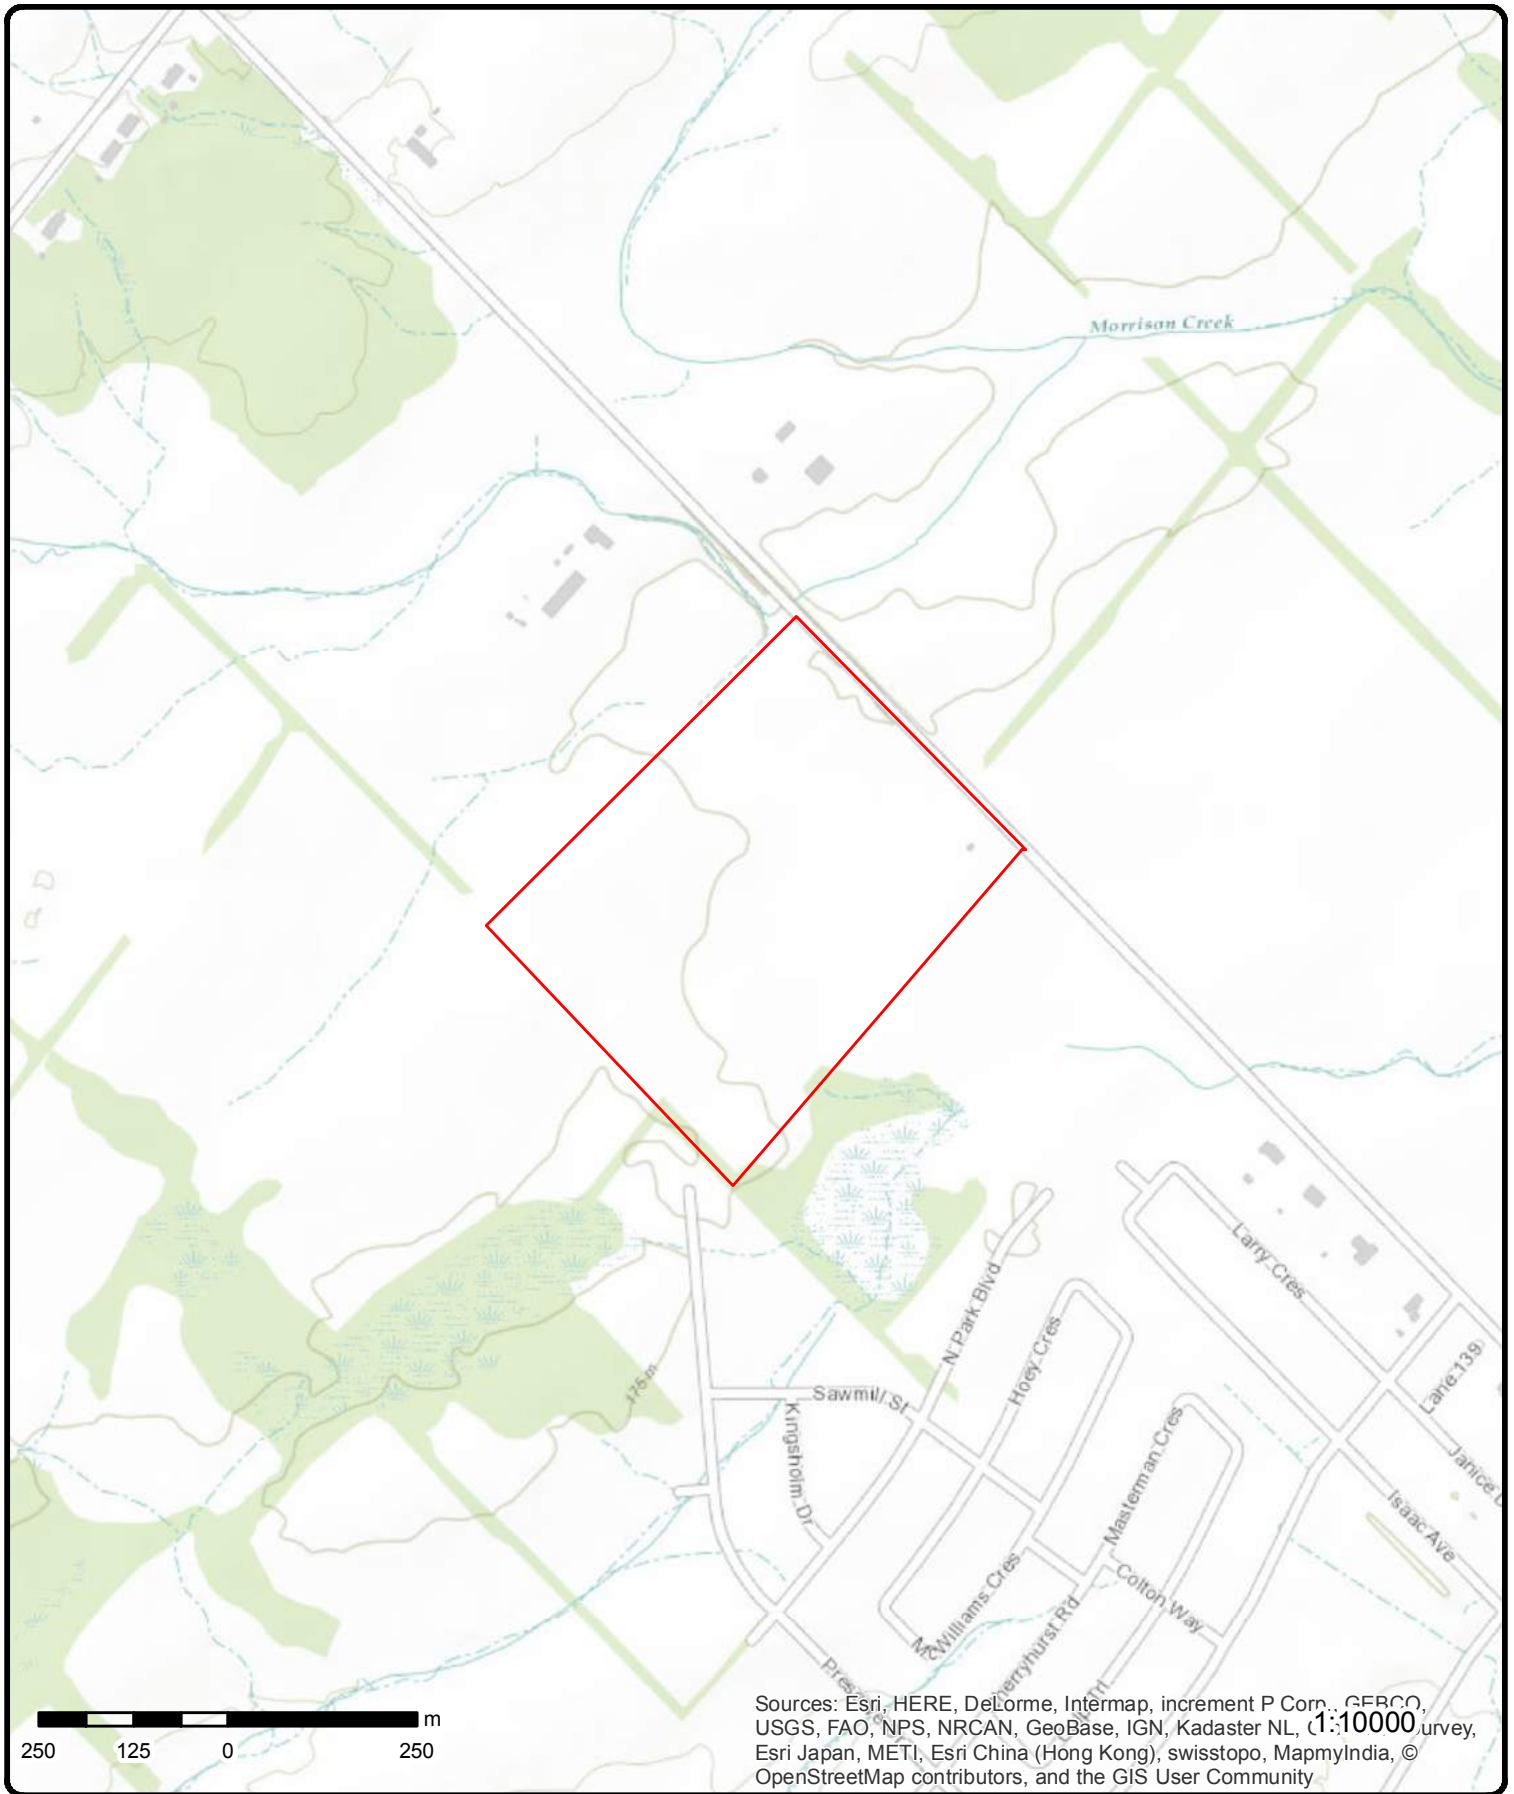 Morrison Creek
Larry Cres
N Park Blvd
Hoey Cres
Lane 139
175 m
Sawmill St
Kingsholm Dr
Masterman Cres
Janice
Isaac Ave
McWilliams Cres
Colton Way
250 125 0 250 m
Sources: Esri, HERE, DeLorme, Intermap, increment P Corp., GEBCO,
USGS, FAO, NPS, NRCAN, GeoBase, IGN, Kadaster NL,
1:10000
Esri Japan, METI, Esri China (Hong Kong), swisstopo, MapmyIndia, ©
OpenStreetMap contributors, and the GIS User Community